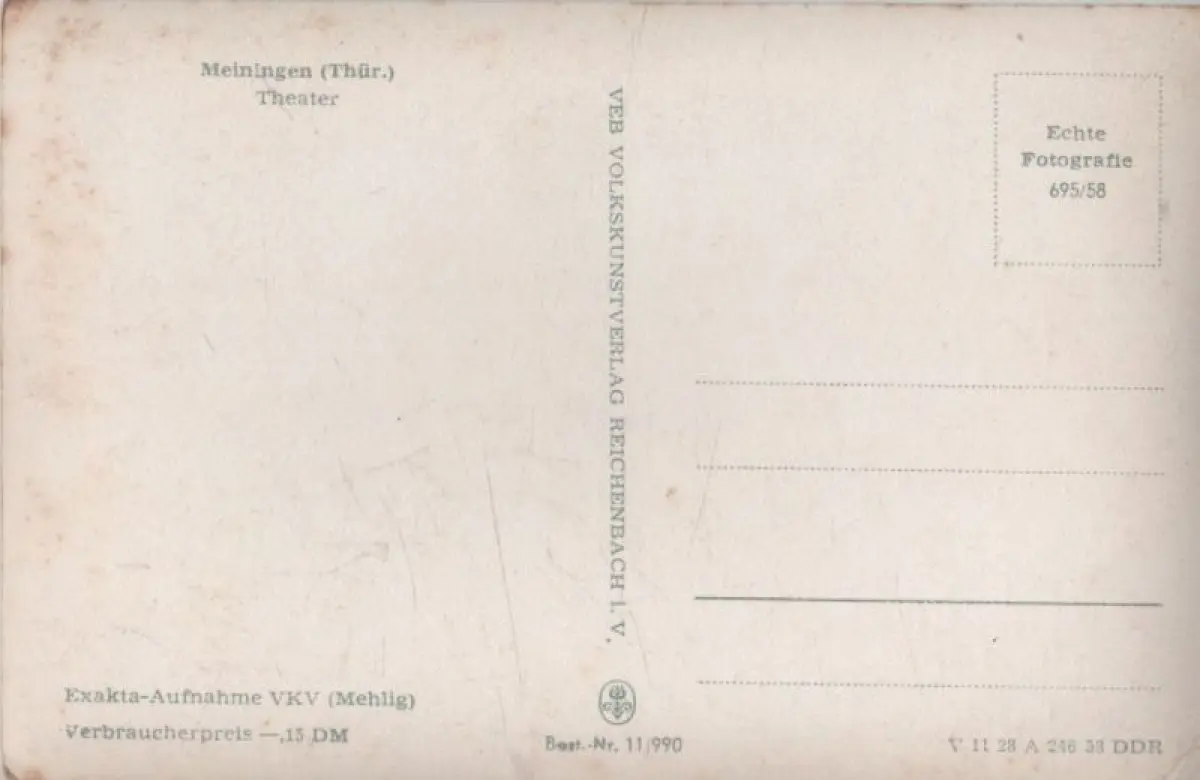 Meiningen (Thür.)
Theater
VEB VOLKSKUNSTVERLAG REICHENBACH I. V.
Echte
Fotografie
695/58
Exakta-Aufnahme VKV (Mehlig)
Verbraucherpreis —,15 DM
Best.-Nr. 11/990
V 11 28 A 246 58 DDR